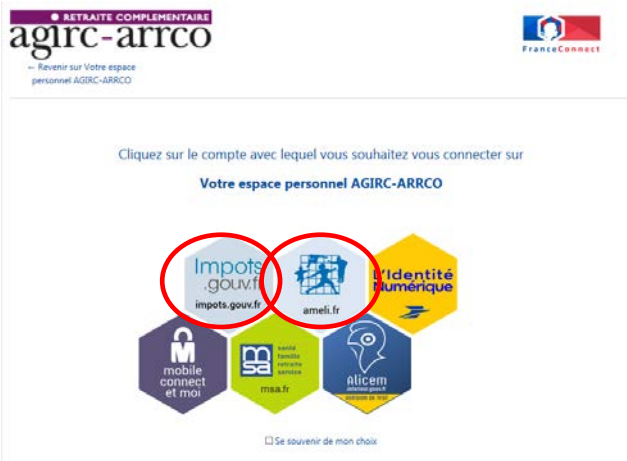 RETRAITE COMPLEMENTAIRE
agirc-arrco
← Revenir sur Votre espace
personnel AGIRC-ARRCO
FranceConnect
Cliquez sur le compte avec lequel vous souhaitez vous connecter sur
Votre espace personnel AGIRC-ARRCO
Impots
.gouv.fr
impots.gouv.fr
ameli.fr
L'Identité
Numérique
mobile
connect
et moi
msa
santé
famille
retraite
service
msa.fr
Alicem
Se souvenir de mon choix